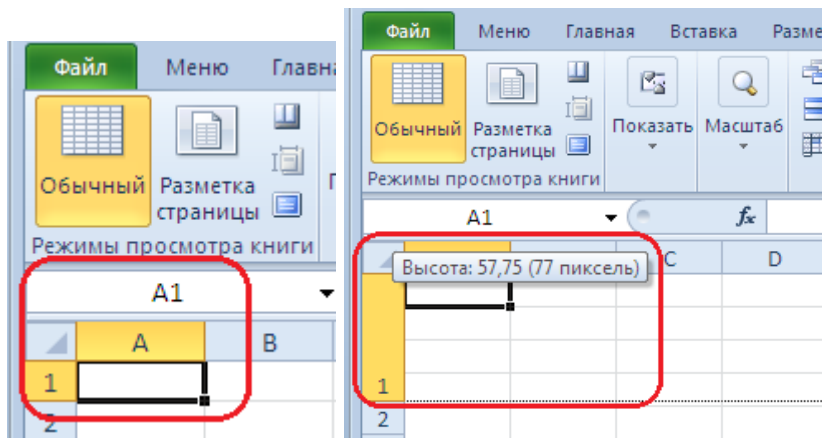 Файл Меню Главн
Обычный Разметка
страницы
Режимы просмотра книги
A1
A B
1
2
Файл Меню Главная Вставка Разме
Обычный Разметка Показать Масштаб
страницы
Режимы просмотра книги
A1 fx
Высота: 57,75 (77 пиксель) C D
1
2